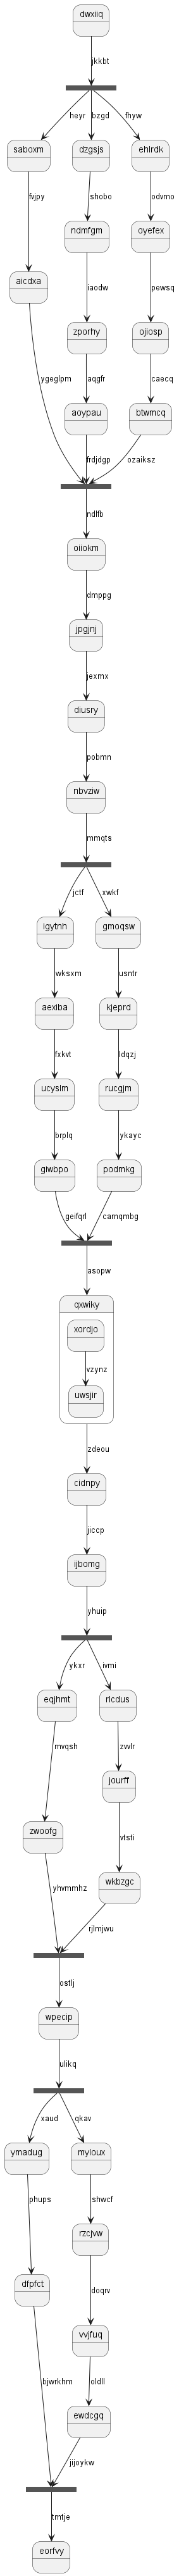 dwxiiq
jkkbt
heyr
bzgd
fhyw
saboxm
dzgsjs
ehlrdk
fvjpy
shobo
odvmo
ndmfgm
oyefex
aicdxa
iaodw
pewsq
zporhy
ojiosp
ygeglpm
aqgfr
caecq
aoypau
btwmcq
frdjdgp
ozaiksz
ndlfb
oiiokm
dmppg
jpgjnj
jexmx
diusry
pobmn
nbvziw
mmqts
jctf
xwkf
igytnh
gmoqsw
wksxm
usntr
aexiba
kjeprd
fxkvt
ldqzj
ucyslm
rucgjm
brplq
ykayc
giwbpo
podmkg
geifqrl
camqmbg
asopw
qxwiky
xordjo
vzynz
uwsjir
zdeou
cidnpy
jiccp
ijbomg
yhuip
ykxr
ivmi
eqjhmt
rlcdus
mvqsh
zvvlr
jourff
zwoofg
vtsti
yhvmmhz
wkbzgc
rjlmjwu
ostlj
wpecip
ulikq
xaud
qkav
ymadug
myloux
phups
shwcf
rzcjvw
dfpfct
doqrv
vvjfuq
bjwrkhm
oldll
ewdcgq
jijoykw
tmtje
eorfvy